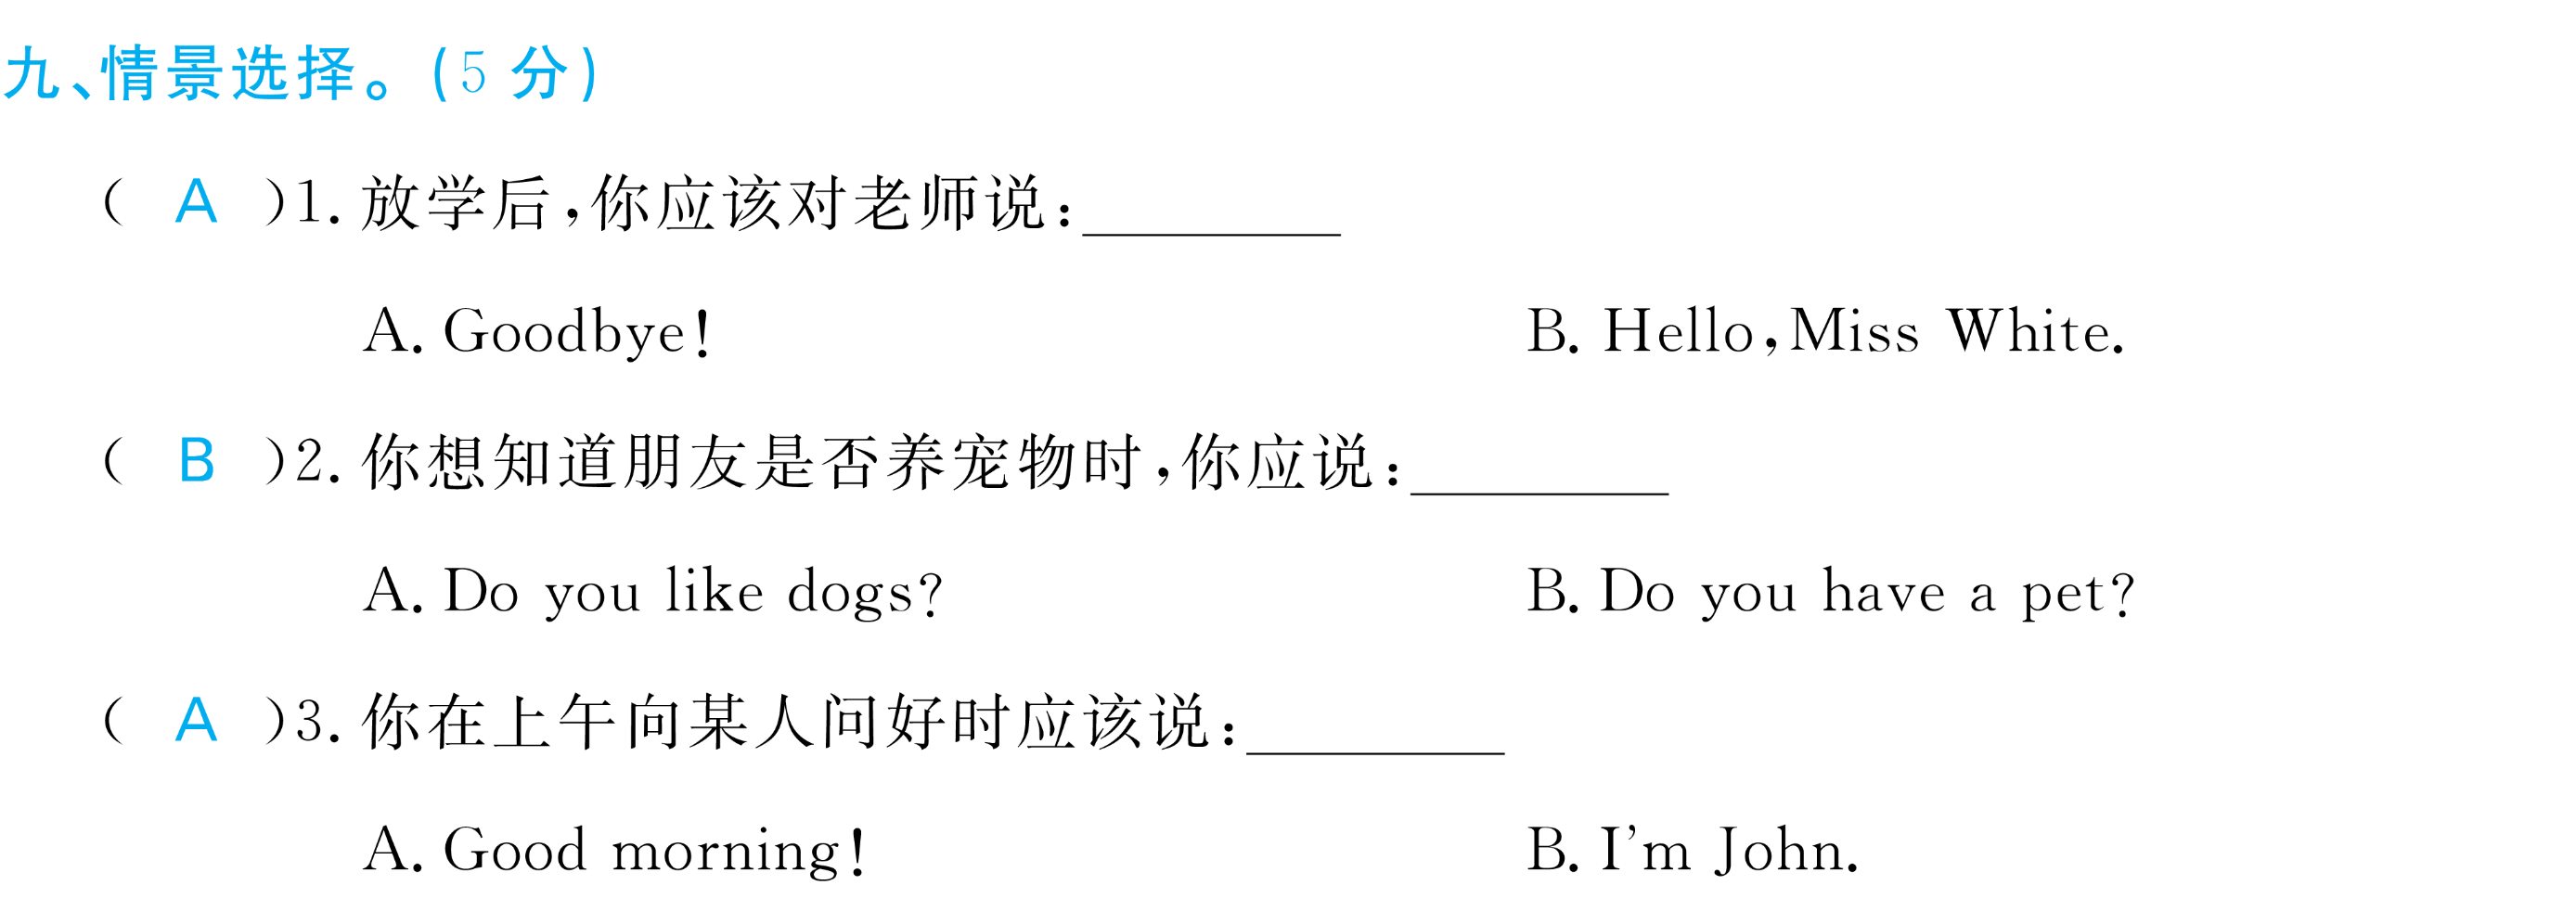 九、情景选择。(5 分)
( A )1. 放学后,你应该对老师说:________
A. Goodbye! B. Hello,Miss White.
( B )2. 你想知道朋友是否养宠物时,你应说:________
A. Do you like dogs? B. Do you have a pet?
( A )3. 你在上午向某人问好时应该说:________
A. Good morning! B. I'm John.